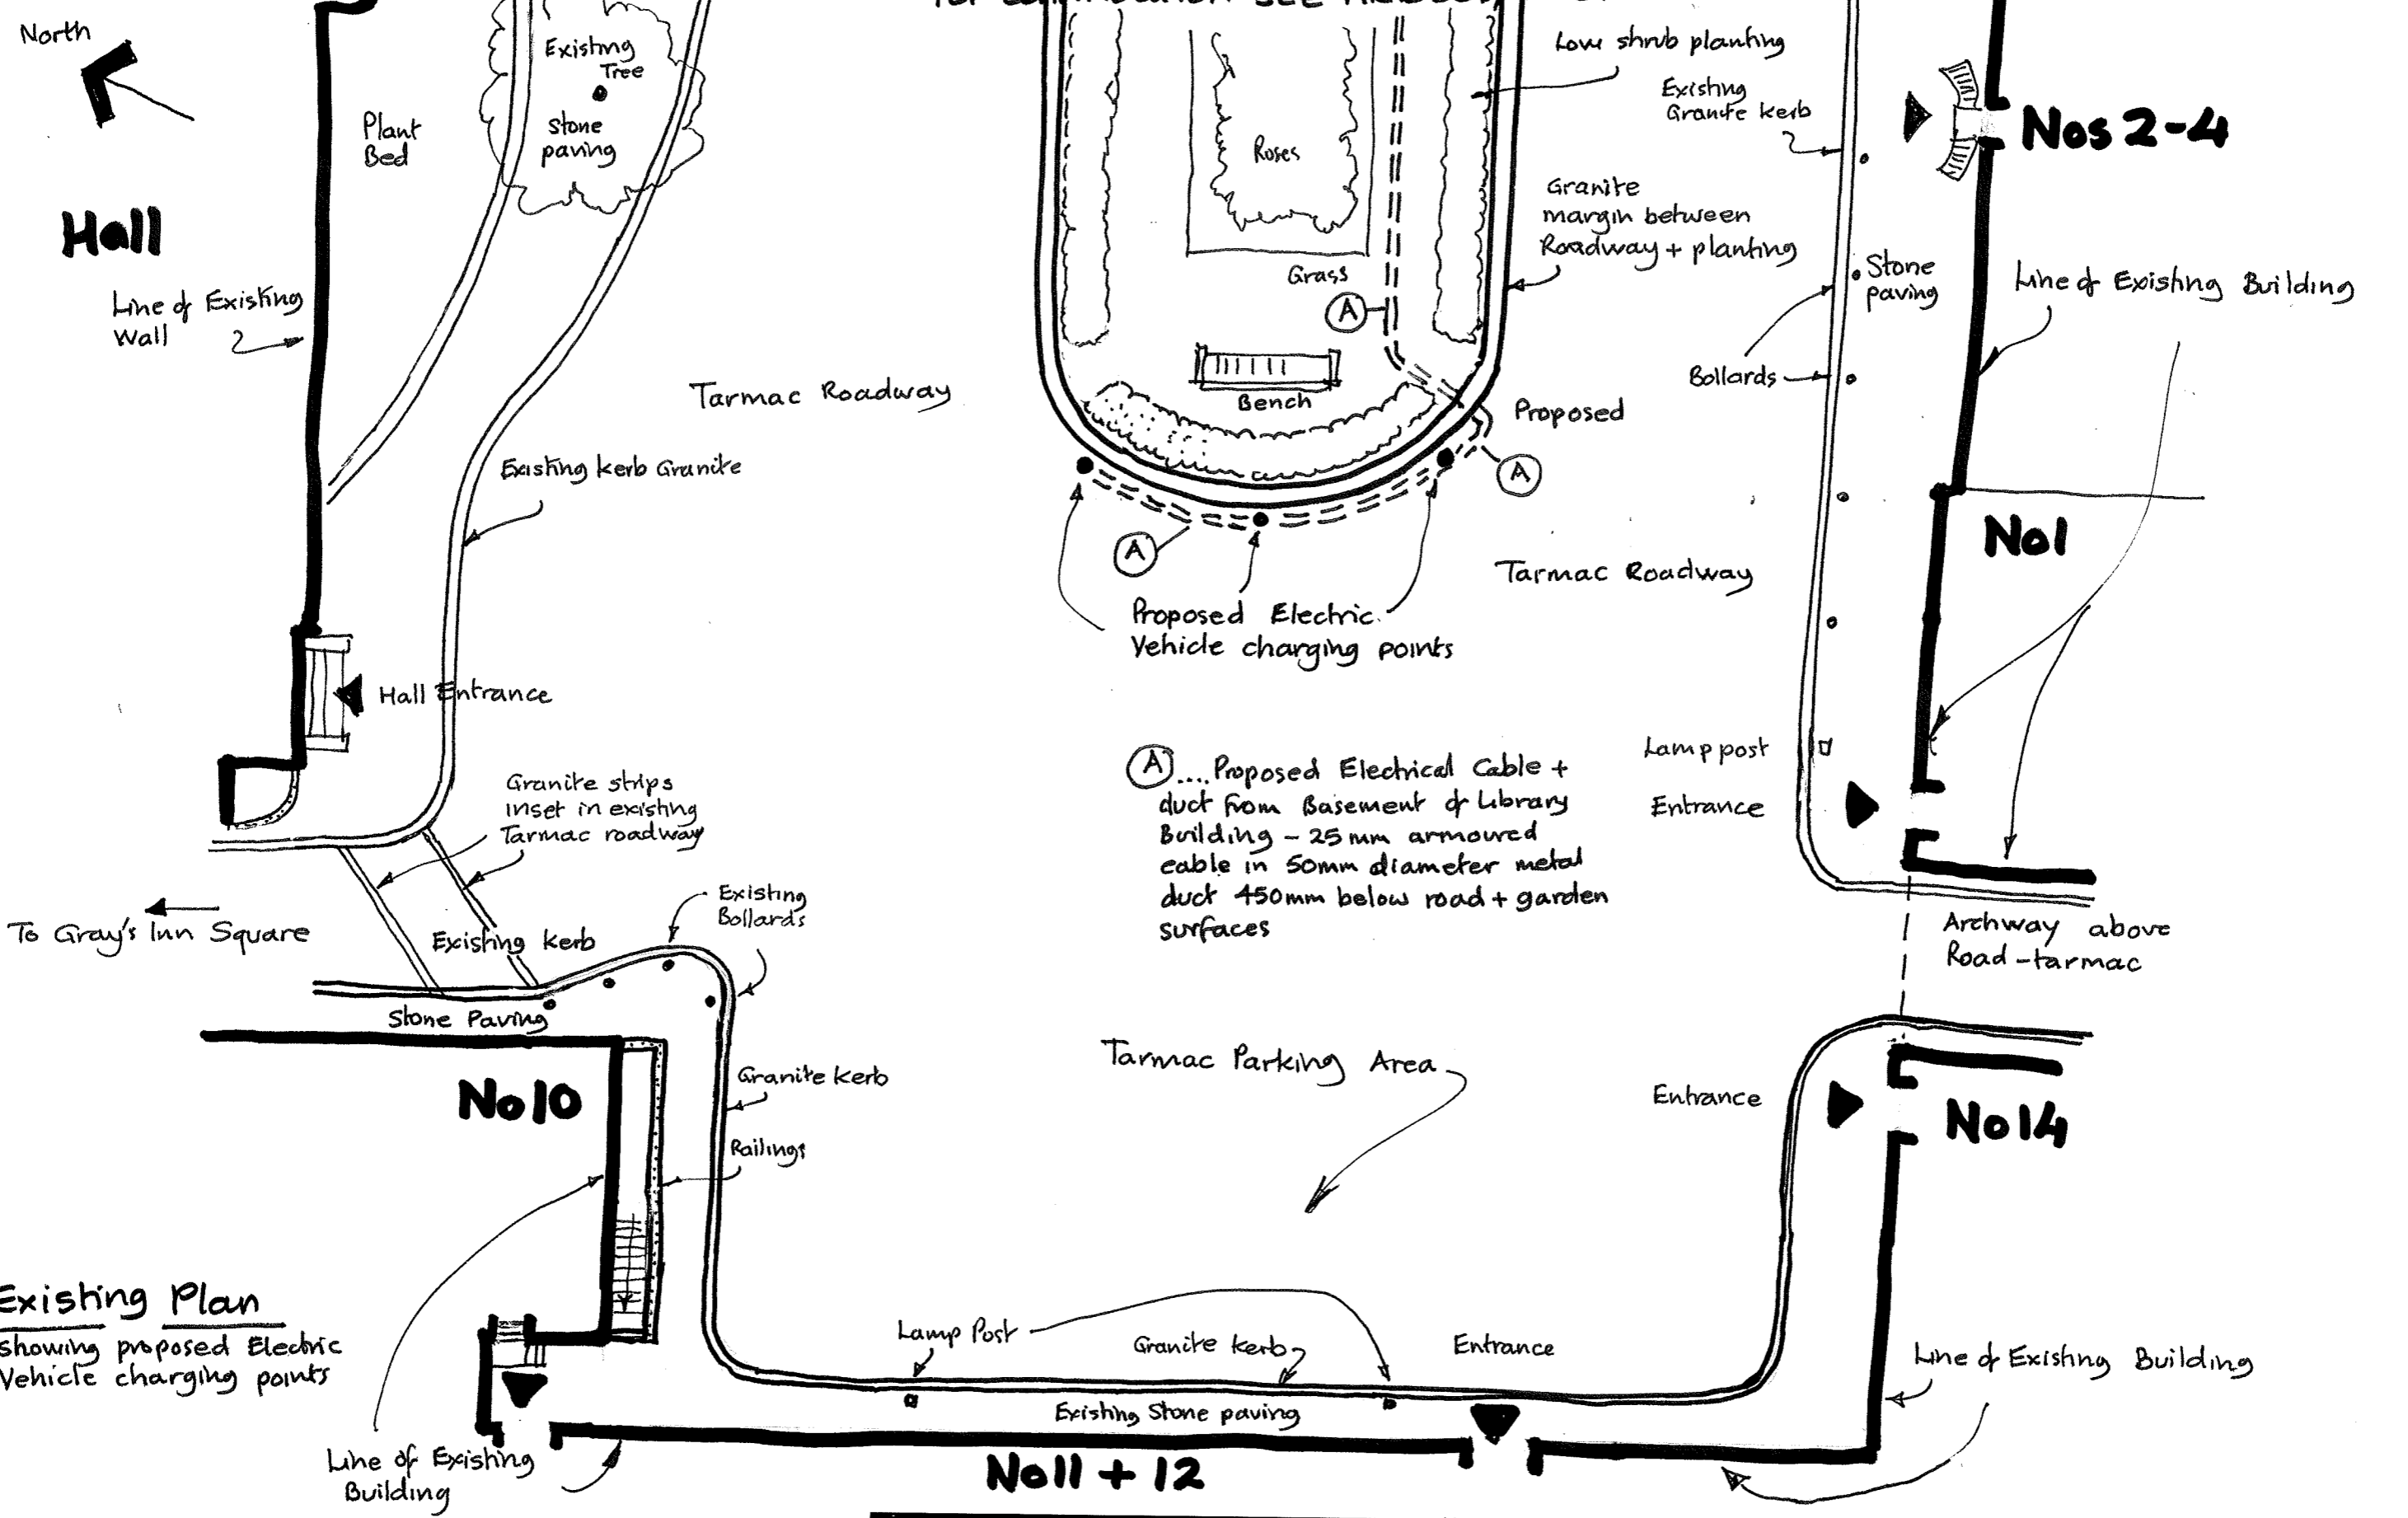 North
Existing
Tree
Stone
paving
Plant
Bed
Hall
Line of Existing
Wall
Roses
Grass
Bench
A
Low shrub planting
Existing
Granite kerb
Granite
margin between
Roadway + planting
Nos 2-4
Stone
paving
Line of Existing Building
Bollards
Tarmac Roadway
Proposed
A
A
Existing kerb Granite
No1
Tarmac Roadway
Proposed Electric
Vehicle charging points
Hall Entrance
Lamp post
Entrance
A....Proposed Electrical Cable +
duct from Basement of Library
Building - 25mm armoured
cable in 50mm diameter metal
duct 450mm below road + garden
surfaces
Granite strips
inset in existing
Tarmac roadway
Existing
Bollards
To Gray's Inn Square
Existing kerb
Stone Paving
Archway above
Road - tarmac
No10
Granite kerb
Railings
Tarmac Parking Area
Entrance
No14
Existing Plan
showing proposed Electric
Vehicle charging points
Lamp Post
Granite kerb
Entrance
Line of Existing Building
Existing Stone paving
Line of Existing
Building
No11 + 12